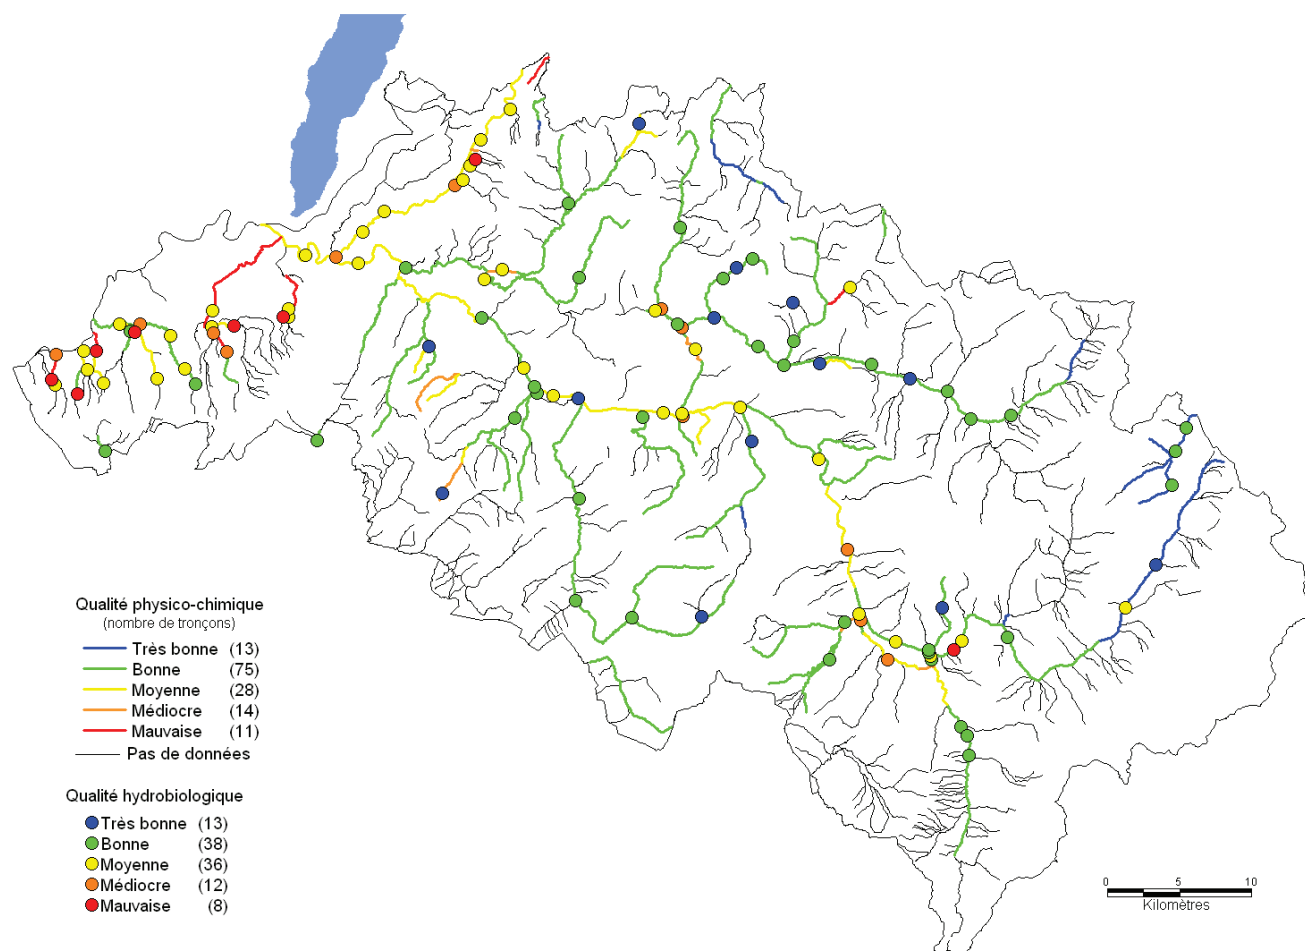 Qualité physico-chimique
(nombre de tronçons)
Très bonne (13)
Bonne (75)
Moyenne (28)
Médiocre (14)
Mauvaise (11)
Pas de données
Qualité hydrobiologique
Très bonne (13)
Bonne (38)
Moyenne (36)
Médiocre (12)
Mauvaise (8)
0 5 10
Kilomètres